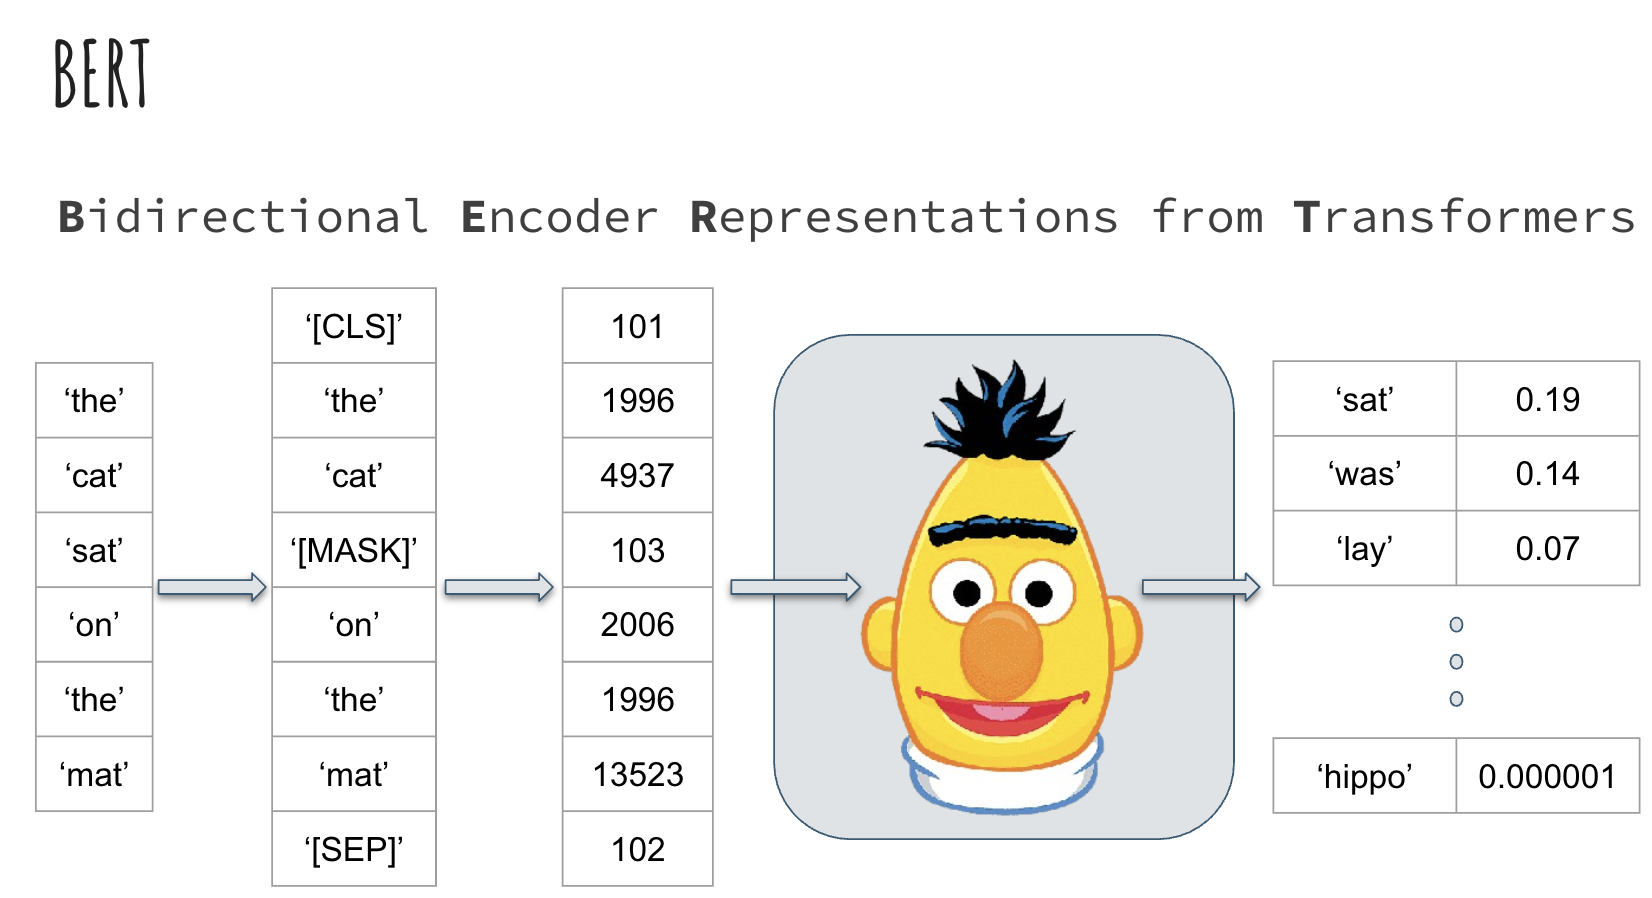 BERT
Bidirectional Encoder Representations from Transformers
‘the’
‘cat’
‘sat’
‘on’
‘the’
‘mat’
‘[CLS]’
‘the’
‘cat’
‘[MASK]’
‘on’
‘the’
‘mat’
‘[SEP]’
101
1996
4937
103
2006
1996
13523
102
‘sat’ 0.19
‘was’ 0.14
‘lay’ 0.07
‘hippo’ 0.000001